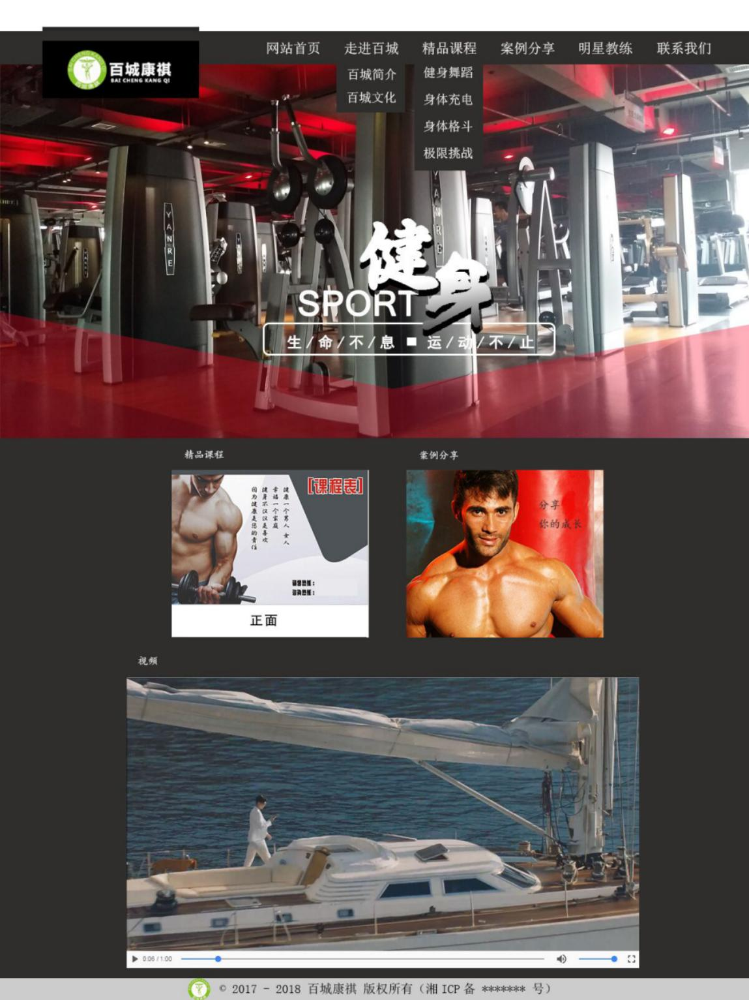 网站首页 走进百城 精品课程 案例分享 明星教练 联系我们
百城康祺
BAI CHENG KANG QI
百城简介
百城文化
健身舞蹈
身体充电
身体格斗
极限挑战
YANRE
YANRE
健身
SPORT
生/命/不/息 ■ 运/动/不/止
精品课程
案例分享
[课程表]
健康一个男人 女人
幸福一个家庭
健身不仅仅是喜欢
因为健康是您的责任
正面
分享
你的成长
视频
0:06 / 1:00
© 2017 - 2018 百城康祺 版权所有（湘 ICP 备 ******* 号）